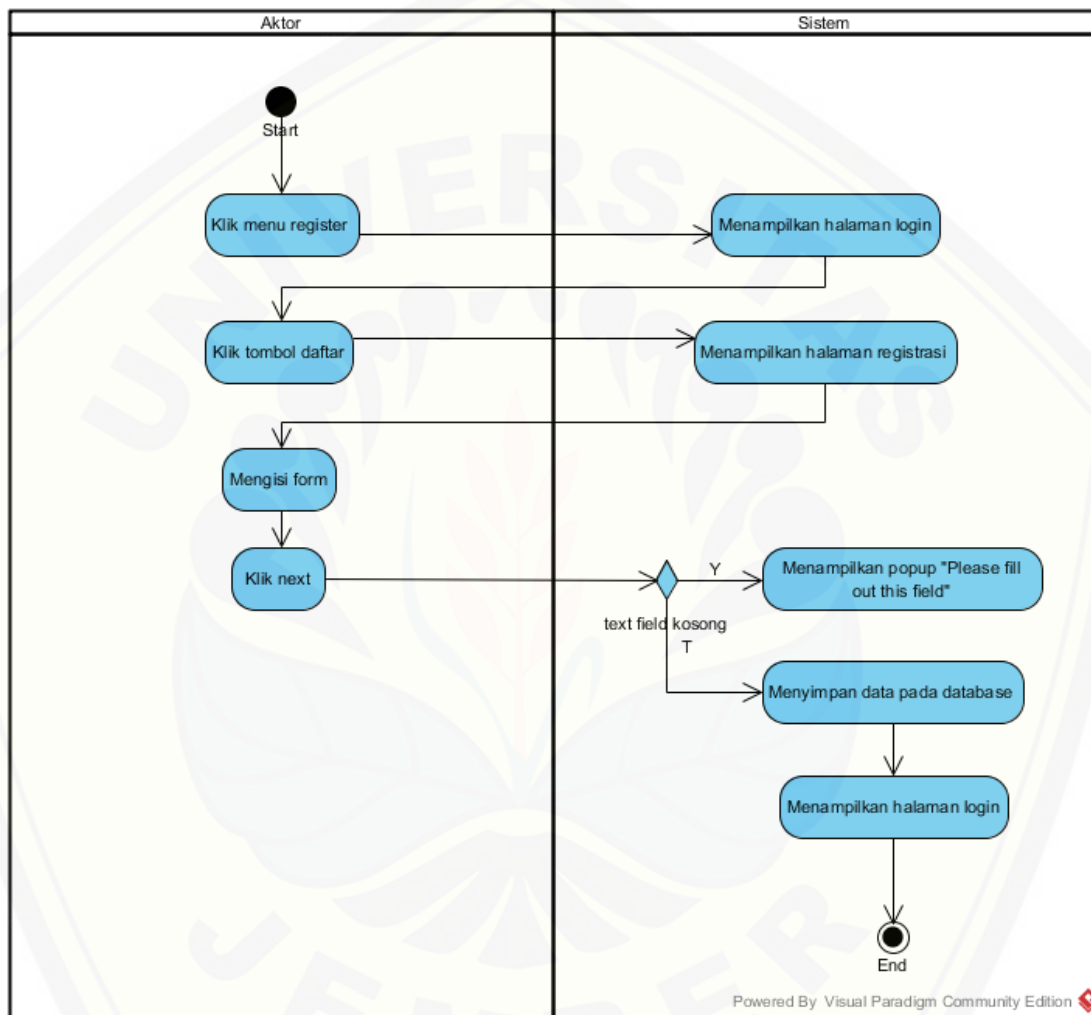 Aktor
Sistem
Start
Klik menu register
Menampilkan halaman login
Klik tombol daftar
Menampilkan halaman registrasi
Mengisi form
Klik next
Y
Menampilkan popup "Please fill
out this field"
text field kosong
T
Menyimpan data pada database
Menampilkan halaman login
End
Powered By Visual Paradigm Community Edition
UNIVERSITAS
JEMBER